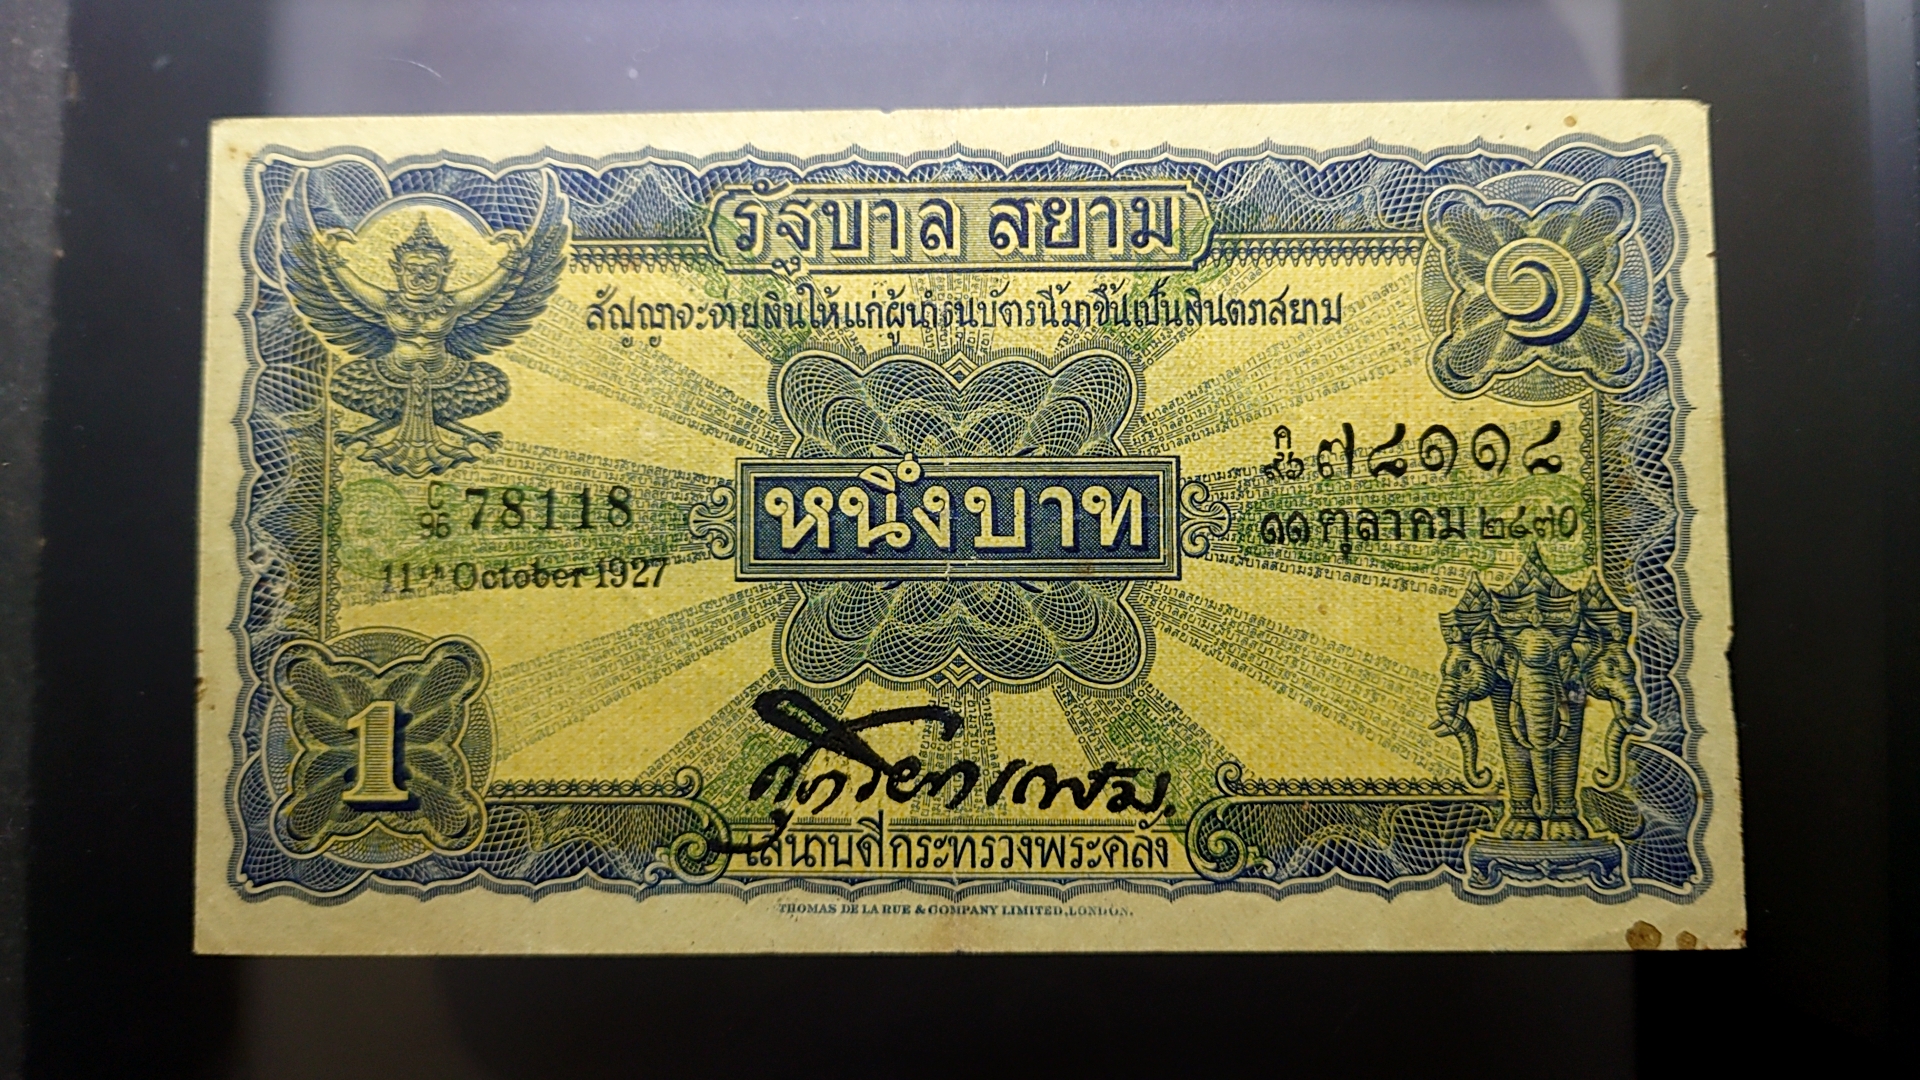 รัฐบาล สยาม
๑
สัญญาจะจ่ายเงินให้แก่ผู้นำธนบัตรนี้มาขึ้นเป็นเงินตราสยาม
C
96 78118
11th October 1927
หนึ่งบาท
ค
๙๖ ๗๘๑๑๘
๑๑ ตุลาคม ๒๔๗๐
1
เสนาบดีกระทรวงพระคลัง
THOMAS DE LA RUE & COMPANY LIMITED, LONDON.